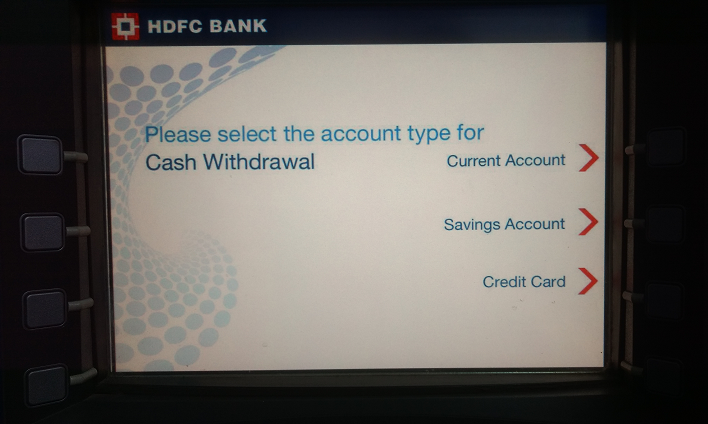 HDFC BANK
Please select the account type for
Cash Withdrawal
Current Account
Savings Account
Credit Card